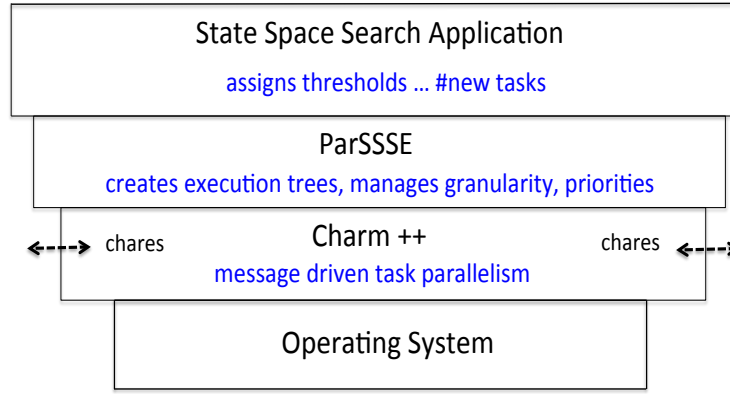 State Space Search Application
assigns thresholds … #new tasks
ParSSSE
creates execution trees, manages granularity, priorities
chares Charm ++ chares
message driven task parallelism
Operating System